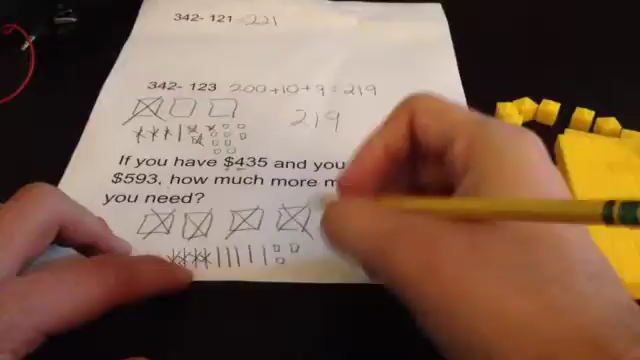 342- 121 = 221
342- 123 200+10+9=219
219
If you have $435 and you
$593, how much more m
you need?